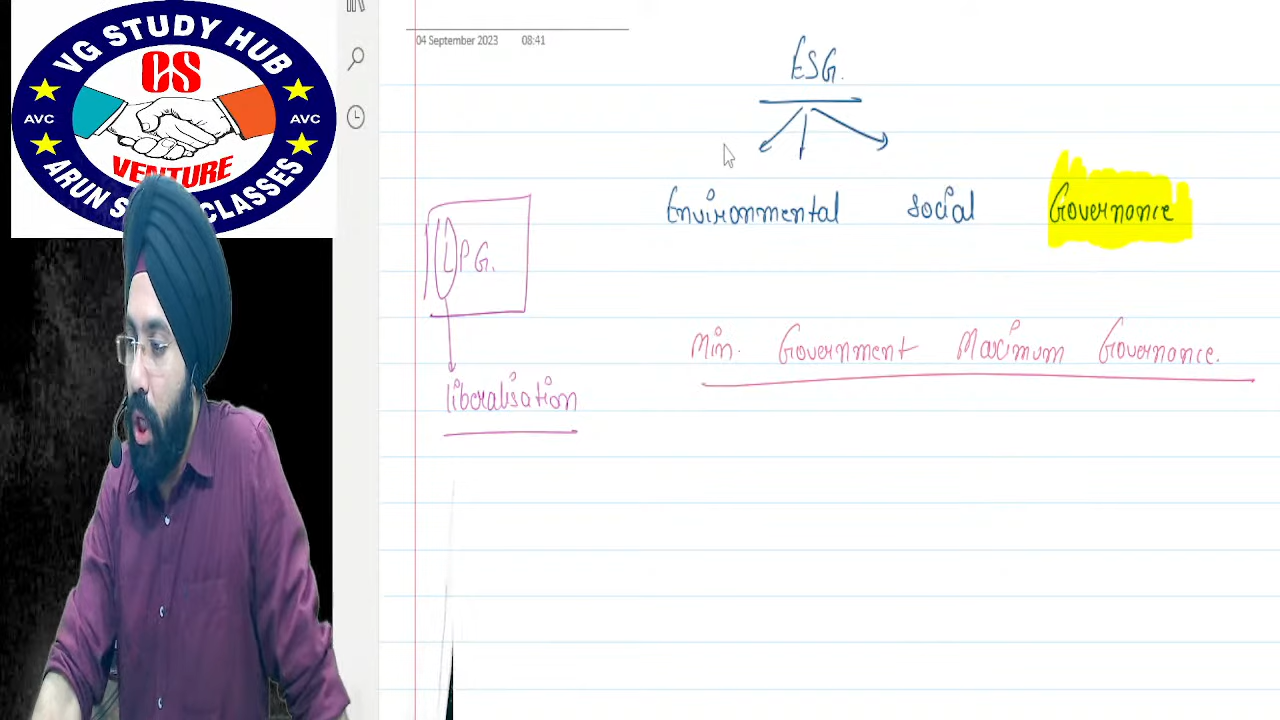 VG STUDY HUB
CS
AVC
AVC
VENTURE
ARUN S CLASSES
04 September 2023 08:41
ESG.
Environmental Social Governance
LPG.
Min. Government Maximum Governance.
liberalisation